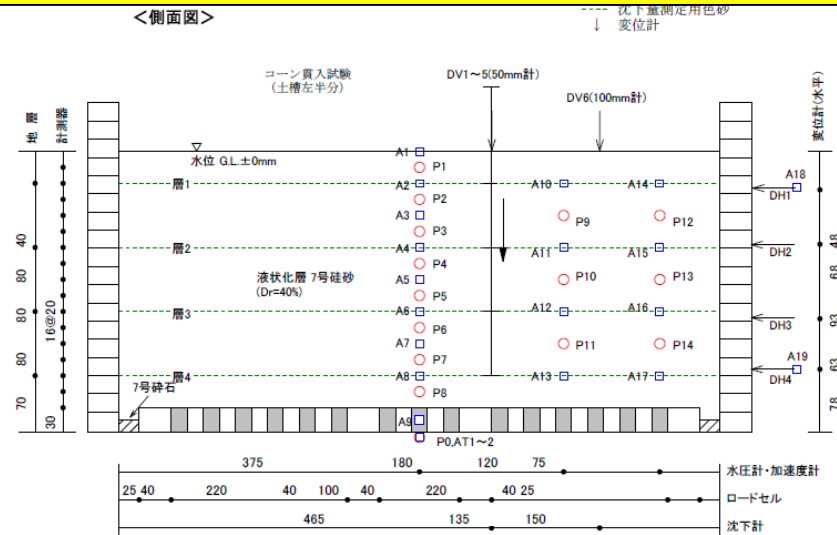 ＜側面図＞
---- 沈下量測定用色砂
↓ 変位計
コーン貫入試験
(土槽左半分)
DV1～5(50mm計)
DV6(100mm計)
地層
計測器
変位計(水平)
▽
水位 G.L.±0mm
A1
P1
A18
層1
A2
A10
A14
DH1
P2
A3
P9
P12
P3
40
層2
A4
A11
A15
DH2
48
P4
80
液状化層 7号硅砂
(Dr=40%)
A5
P10
P13
68
P5
層3
A6
A12
A16
DH3
80
16@20
P6
93
A7
P11
P14
80
P7
A19
層4
A8
A13
A17
DH4
63
7号砕石
P8
70
30
A9
78
P0,AT1～2
375 180 120 75 水圧計・加速度計
25 40 220 40 100 40 220 40 25 ロードセル
465 135 150 沈下計